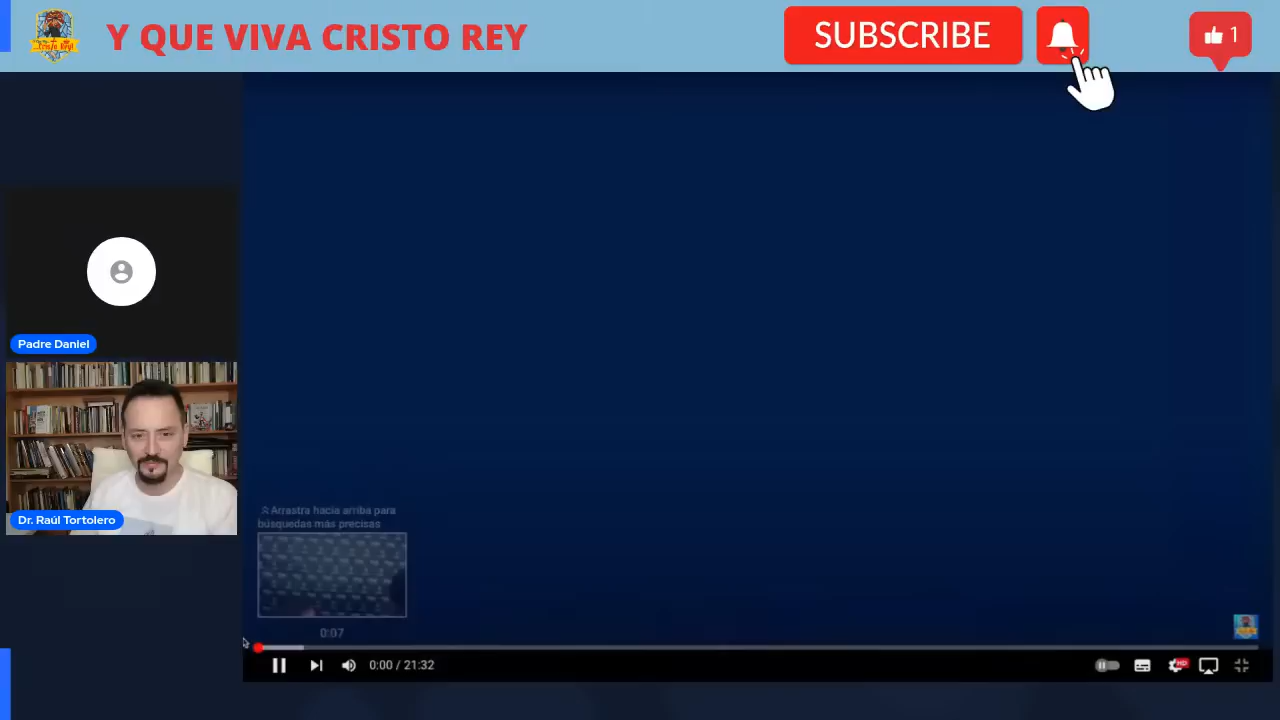 Y QUE VIVA CRISTO REY
SUBSCRIBE
1
Padre Daniel
Dr. Raúl Tortolero
Arrastra hacia arriba para
búsquedas más precisas
0:07
0:00 / 21:32
HD